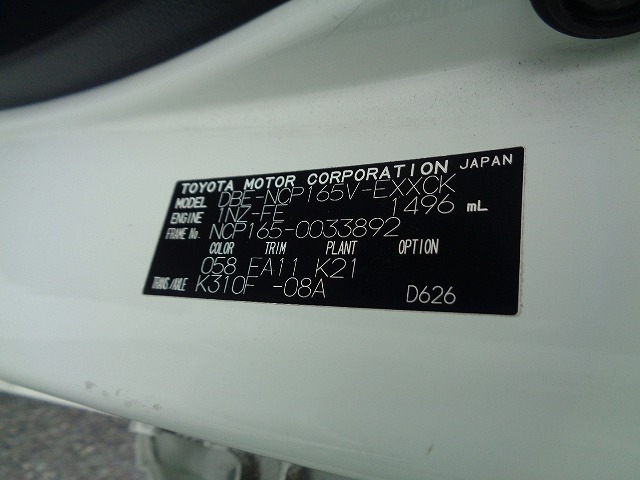 TOYOTA MOTOR CORPORATION JAPAN
MODEL DBE-NCP165V-EXXCK
ENGINE 1NZ-FE 1496 mL
FRAME No. NCP165-0033892
COLOR TRIM PLANT OPTION
058 EA11 K21
TRANS/AXLE K310F -08A D626